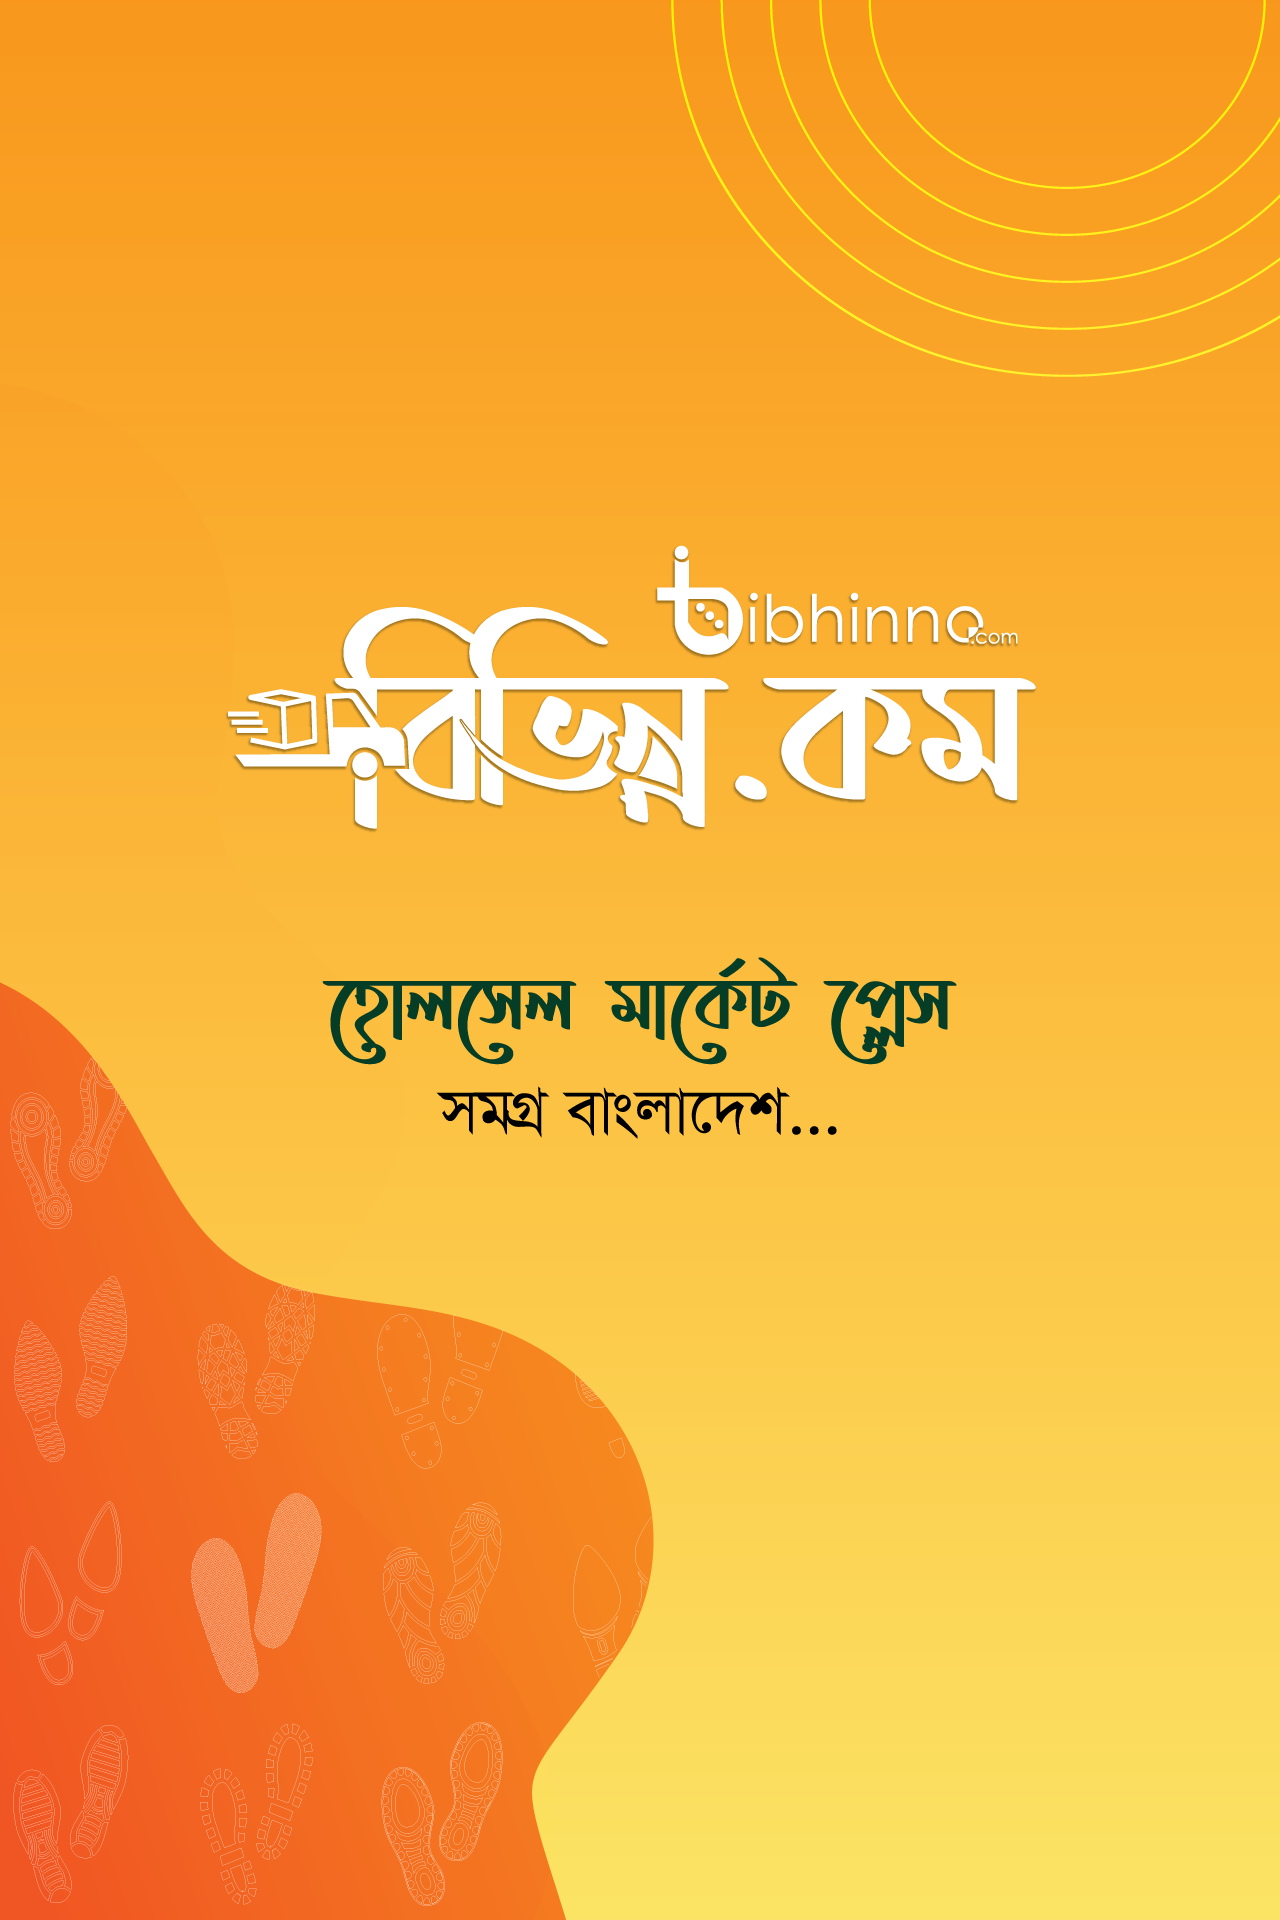 bibhinno.com
বিভিন্ন.কম
হোলসেল মার্কেট প্লেস
সমগ্র বাংলাদেশ...